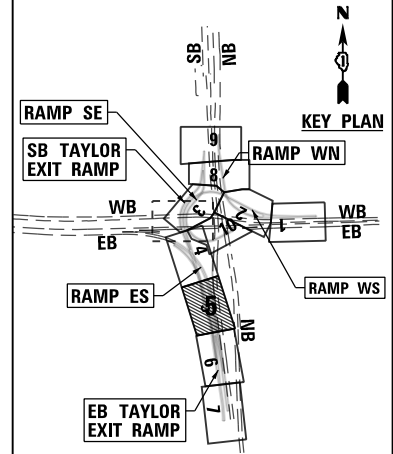 N
SB
NB
KEY PLAN
RAMP SE
9
SB TAYLOR
EXIT RAMP
8
RAMP WN
WB
3
2
WB
EB
10
1
EB
4
RAMP ES
RAMP WS
5
NB
6
EB TAYLOR
EXIT RAMP
7